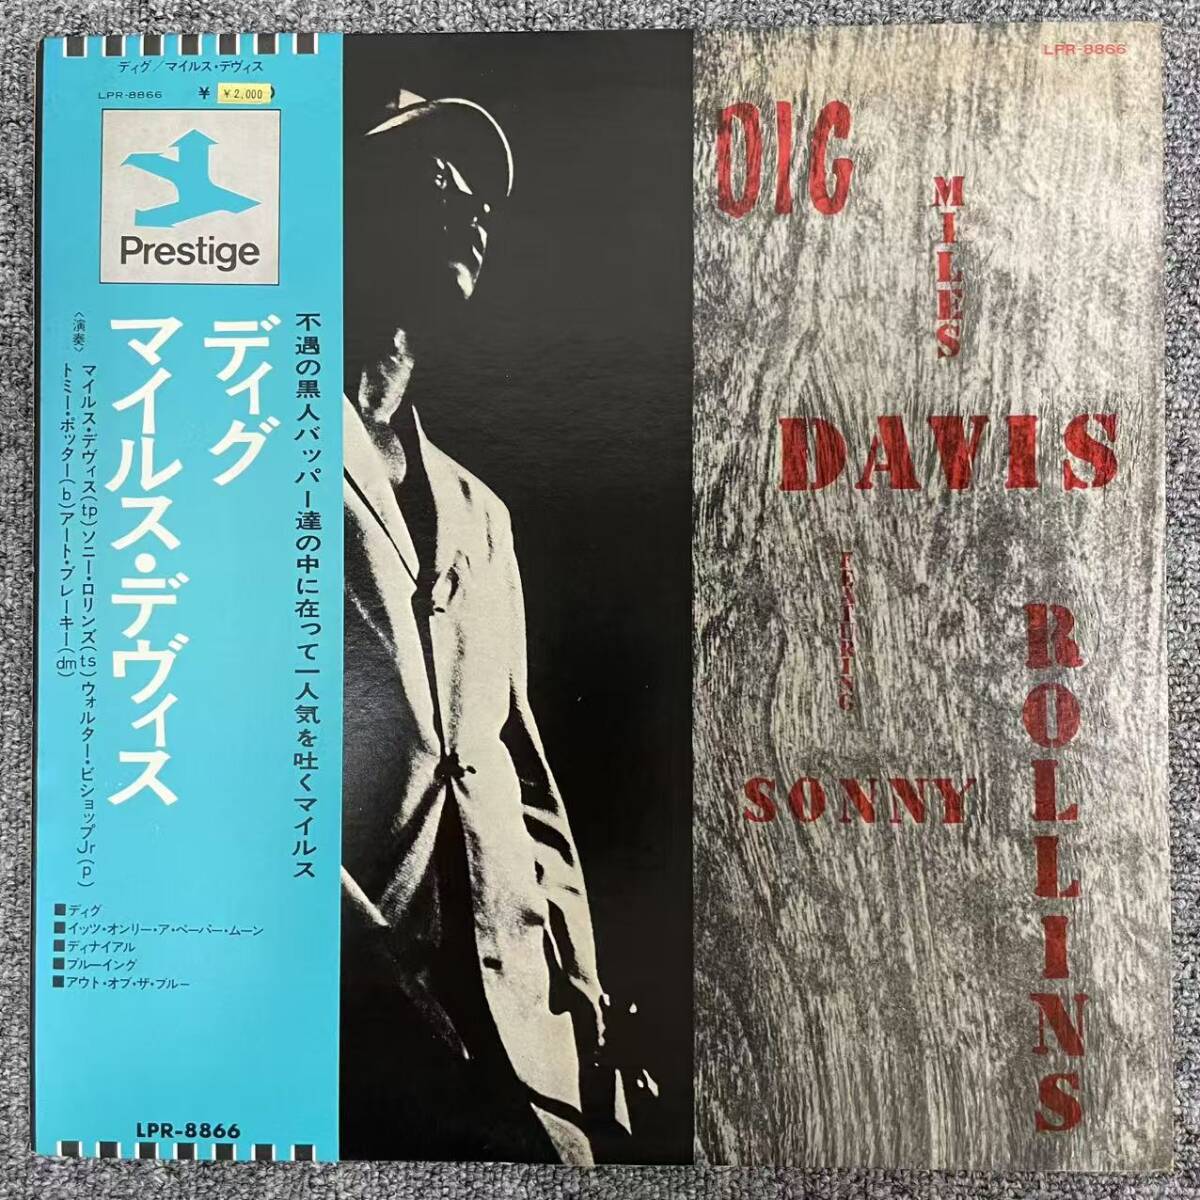 ディグ/マイルス・デヴィス
LPR-8866 ¥
¥2,000
Prestige
不遇の黒人バッパー達の中に在って一人気を吐くマイルス
ディグ
マイルス・デヴィス
〈演奏〉
マイルス・デヴィス(tp)ソニー・ロリンズ(ts)ウォルター・ビショップJr(p)
トミー・ポッター(b)アート・ブレーキー(dm)
■ディグ
■イッツ・オンリー・ア・ペーパー・ムーン
■ディナイアル
■ブルーイング
■アウト・オブ・ザ・ブルー
LPR-8866
LPR-8866
DIG
MILES
DAVIS
FEATURING
SONNY
ROLLINS